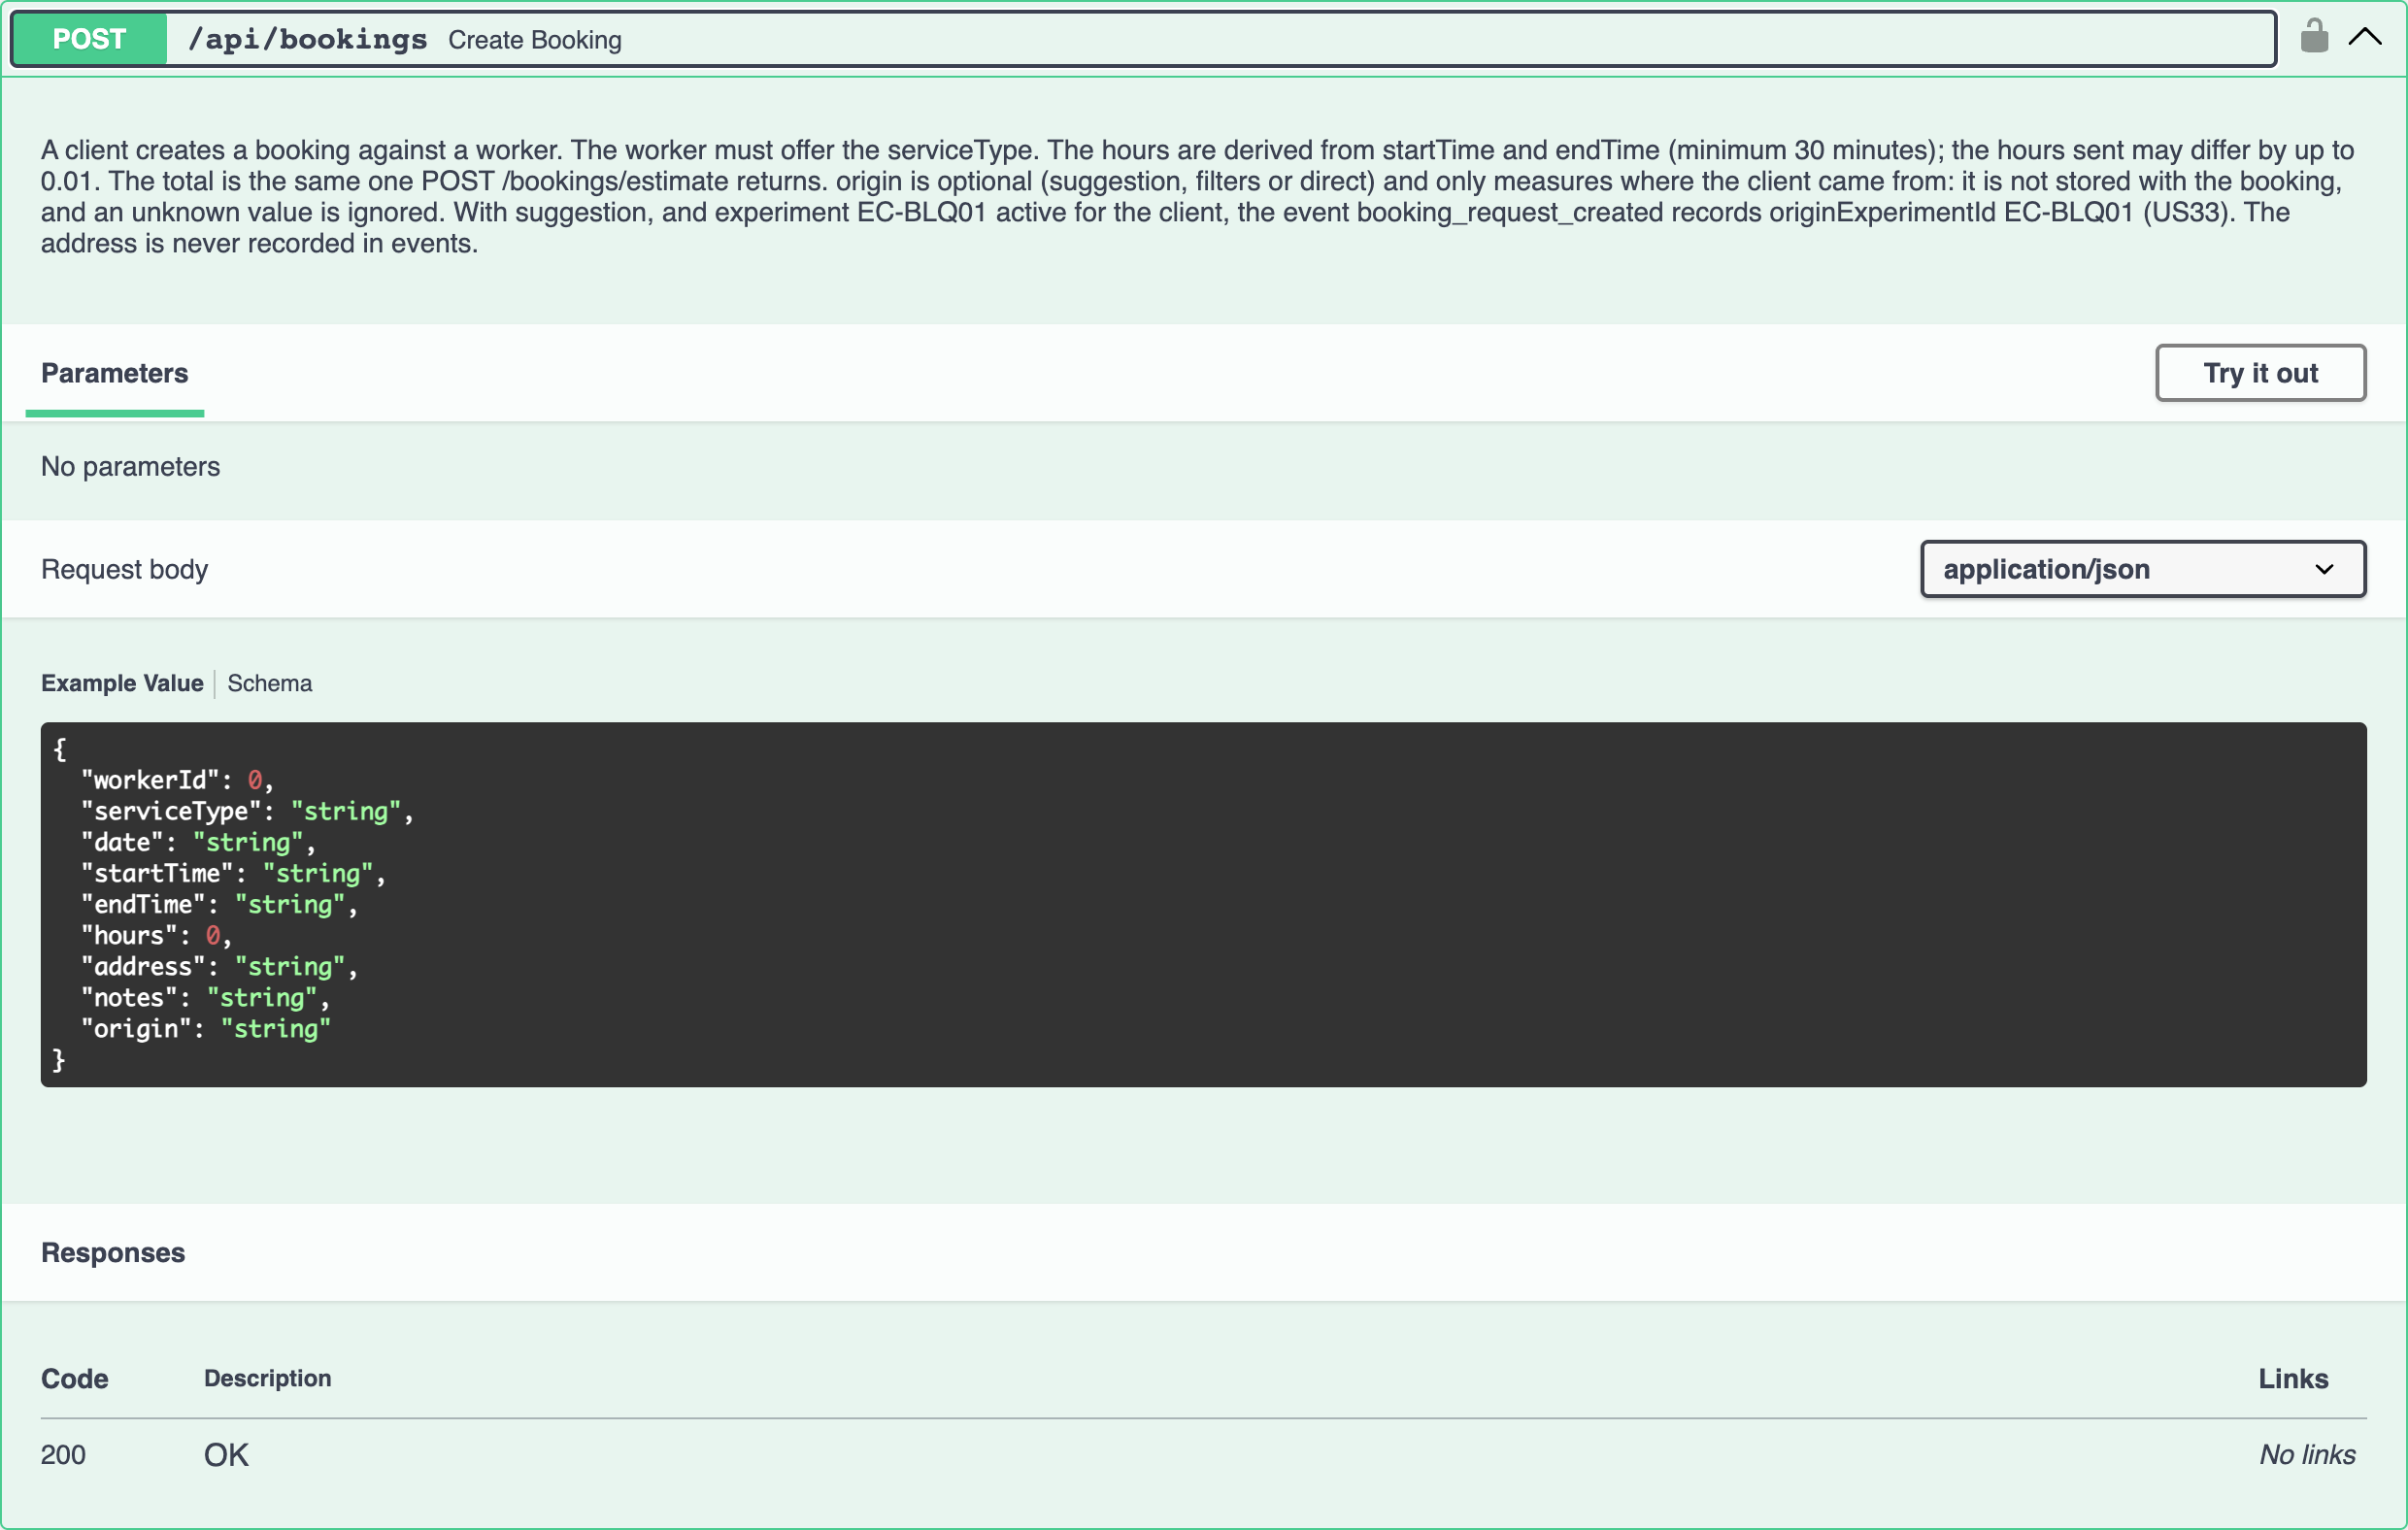 POST /api/bookings Create Booking
A client creates a booking against a worker. The worker must offer the serviceType. The hours are derived from startTime and endTime (minimum 30 minutes); the hours sent may differ by up to
0.01. The total is the same one POST /bookings/estimate returns. origin is optional (suggestion, filters or direct) and only measures where the client came from: it is not stored with the booking,
and an unknown value is ignored. With suggestion, and experiment EC-BLQ01 active for the client, the event booking_request_created records originExperimentId EC-BLQ01 (US33). The
address is never recorded in events.
Parameters
Try it out
No parameters
Request body
application/json
Example Value Schema
{
  "workerId": 0,
  "serviceType": "string",
  "date": "string",
  "startTime": "string",
  "endTime": "string",
  "hours": 0,
  "address": "string",
  "notes": "string",
  "origin": "string"
}
Responses
Code Description Links
200 OK No links